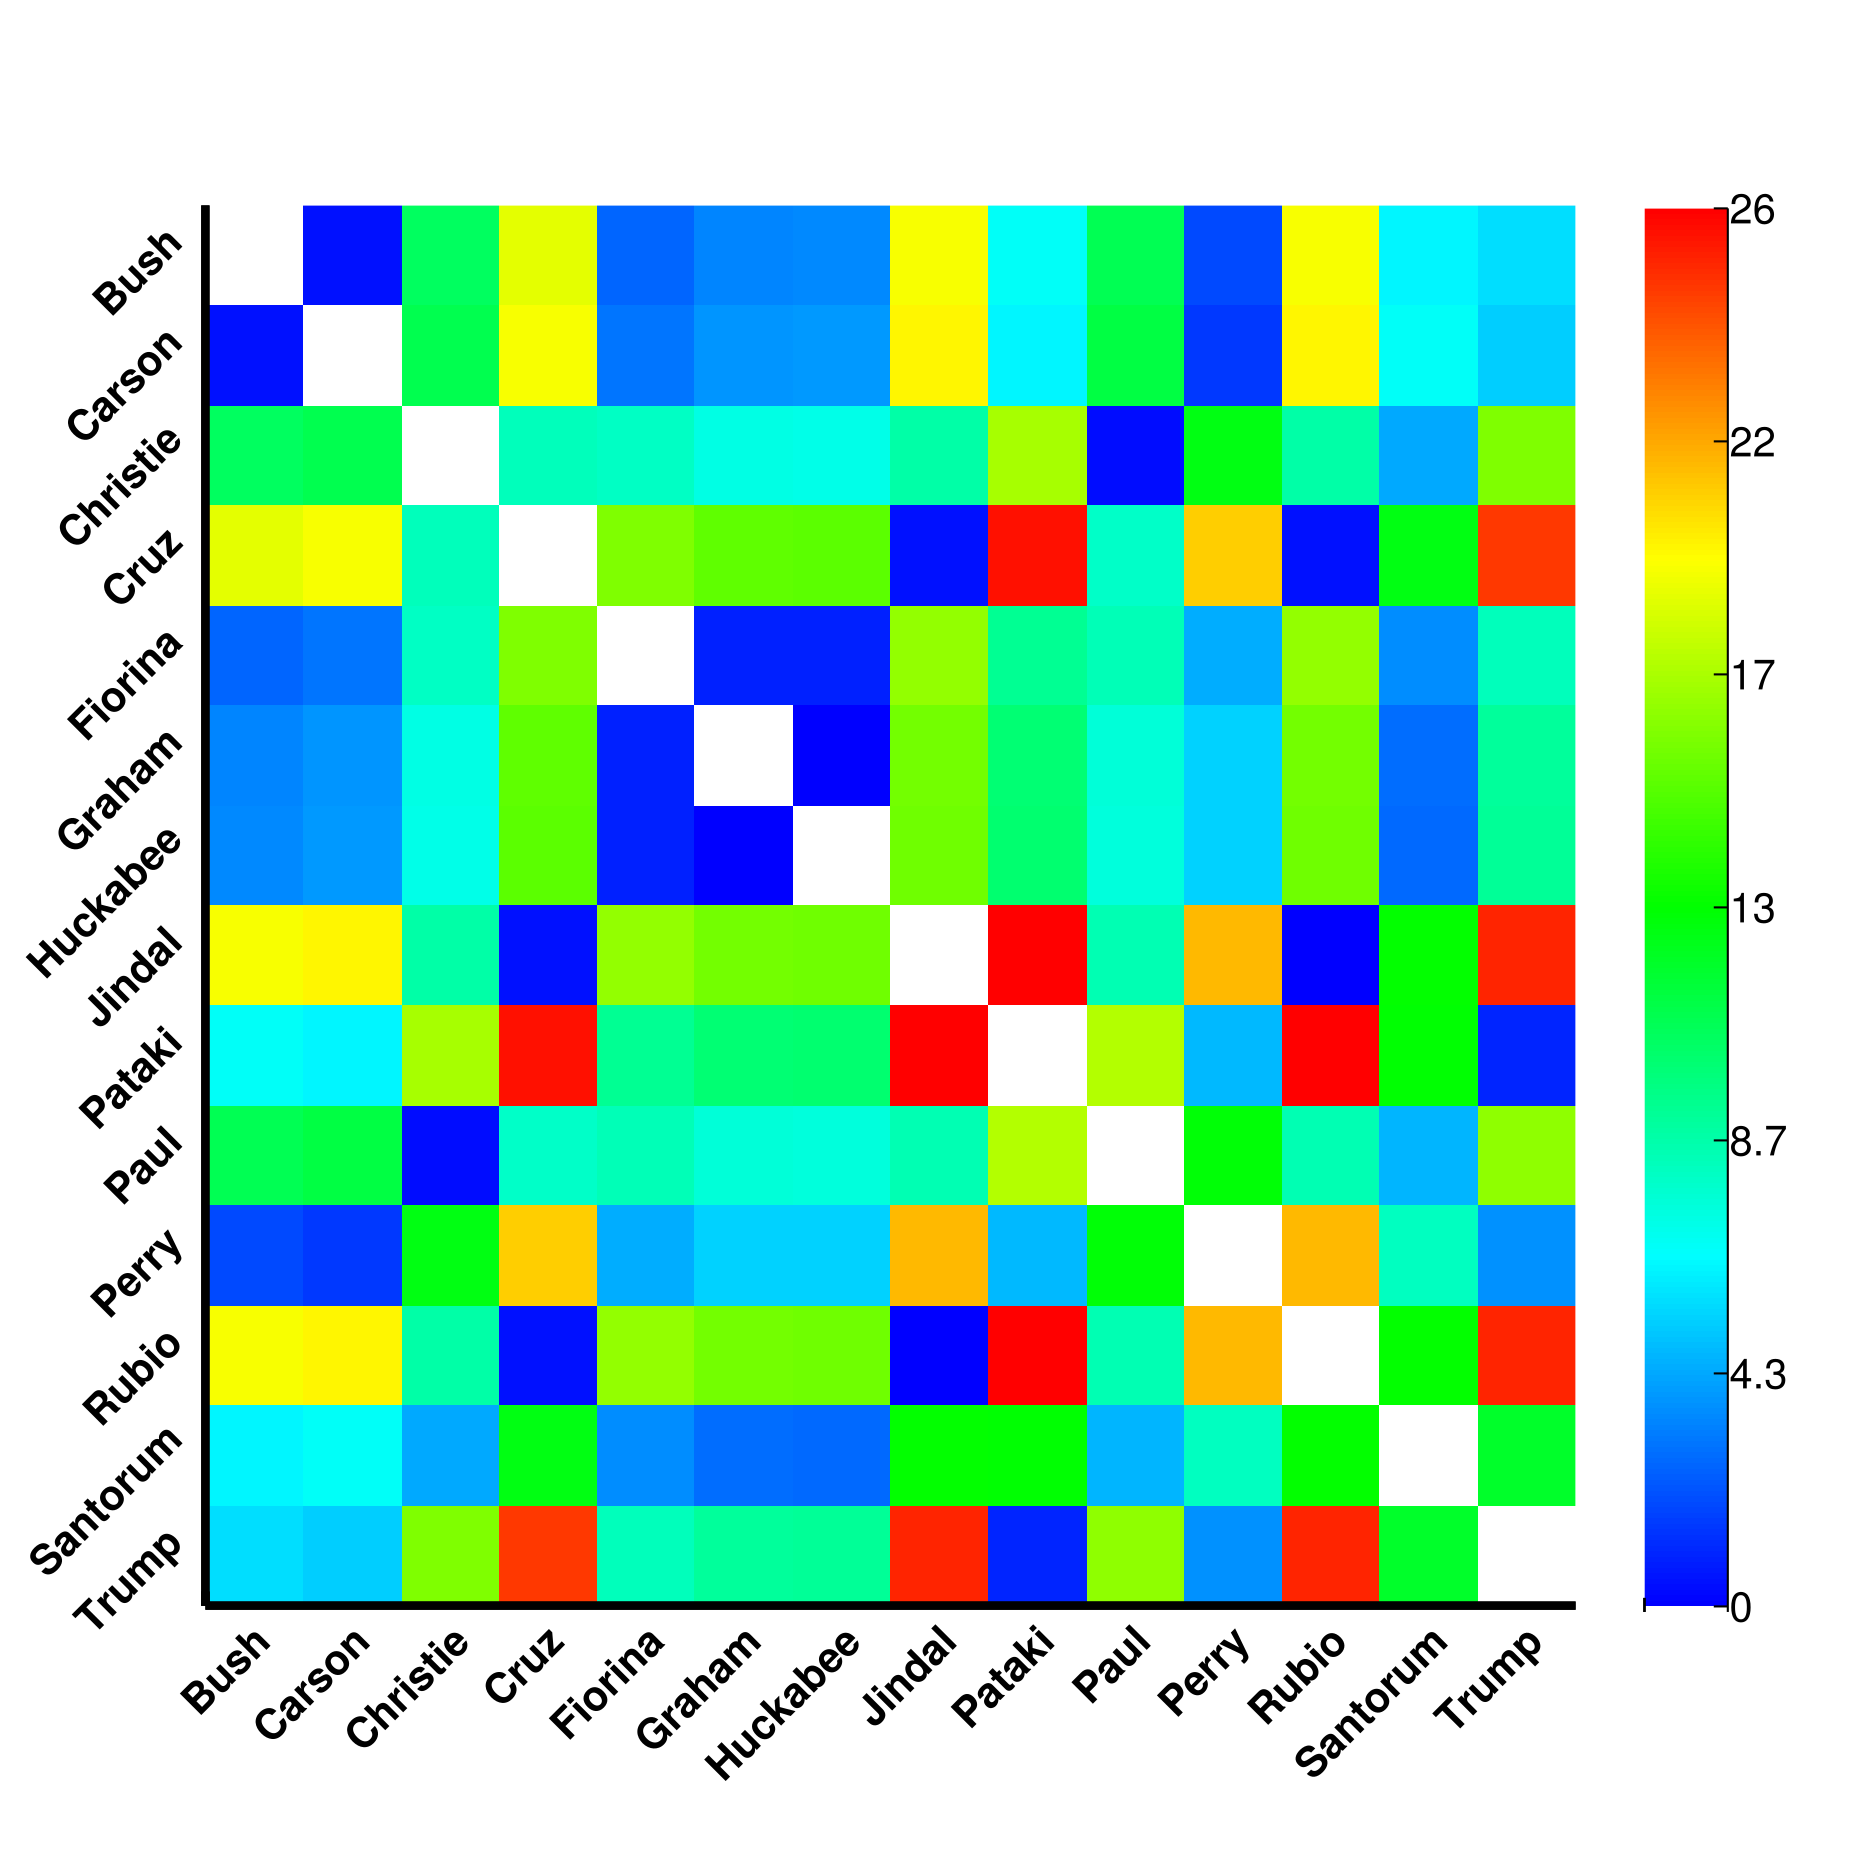 Bush
Carson
Christie
Cruz
Fiorina
Graham
Huckabee
Jindal
Pataki
Paul
Perry
Rubio
Santorum
Trump
Bush
Carson
Christie
Cruz
Fiorina
Graham
Huckabee
Jindal
Pataki
Paul
Perry
Rubio
Santorum
Trump
26
22
17
13
8.7
4.3
0